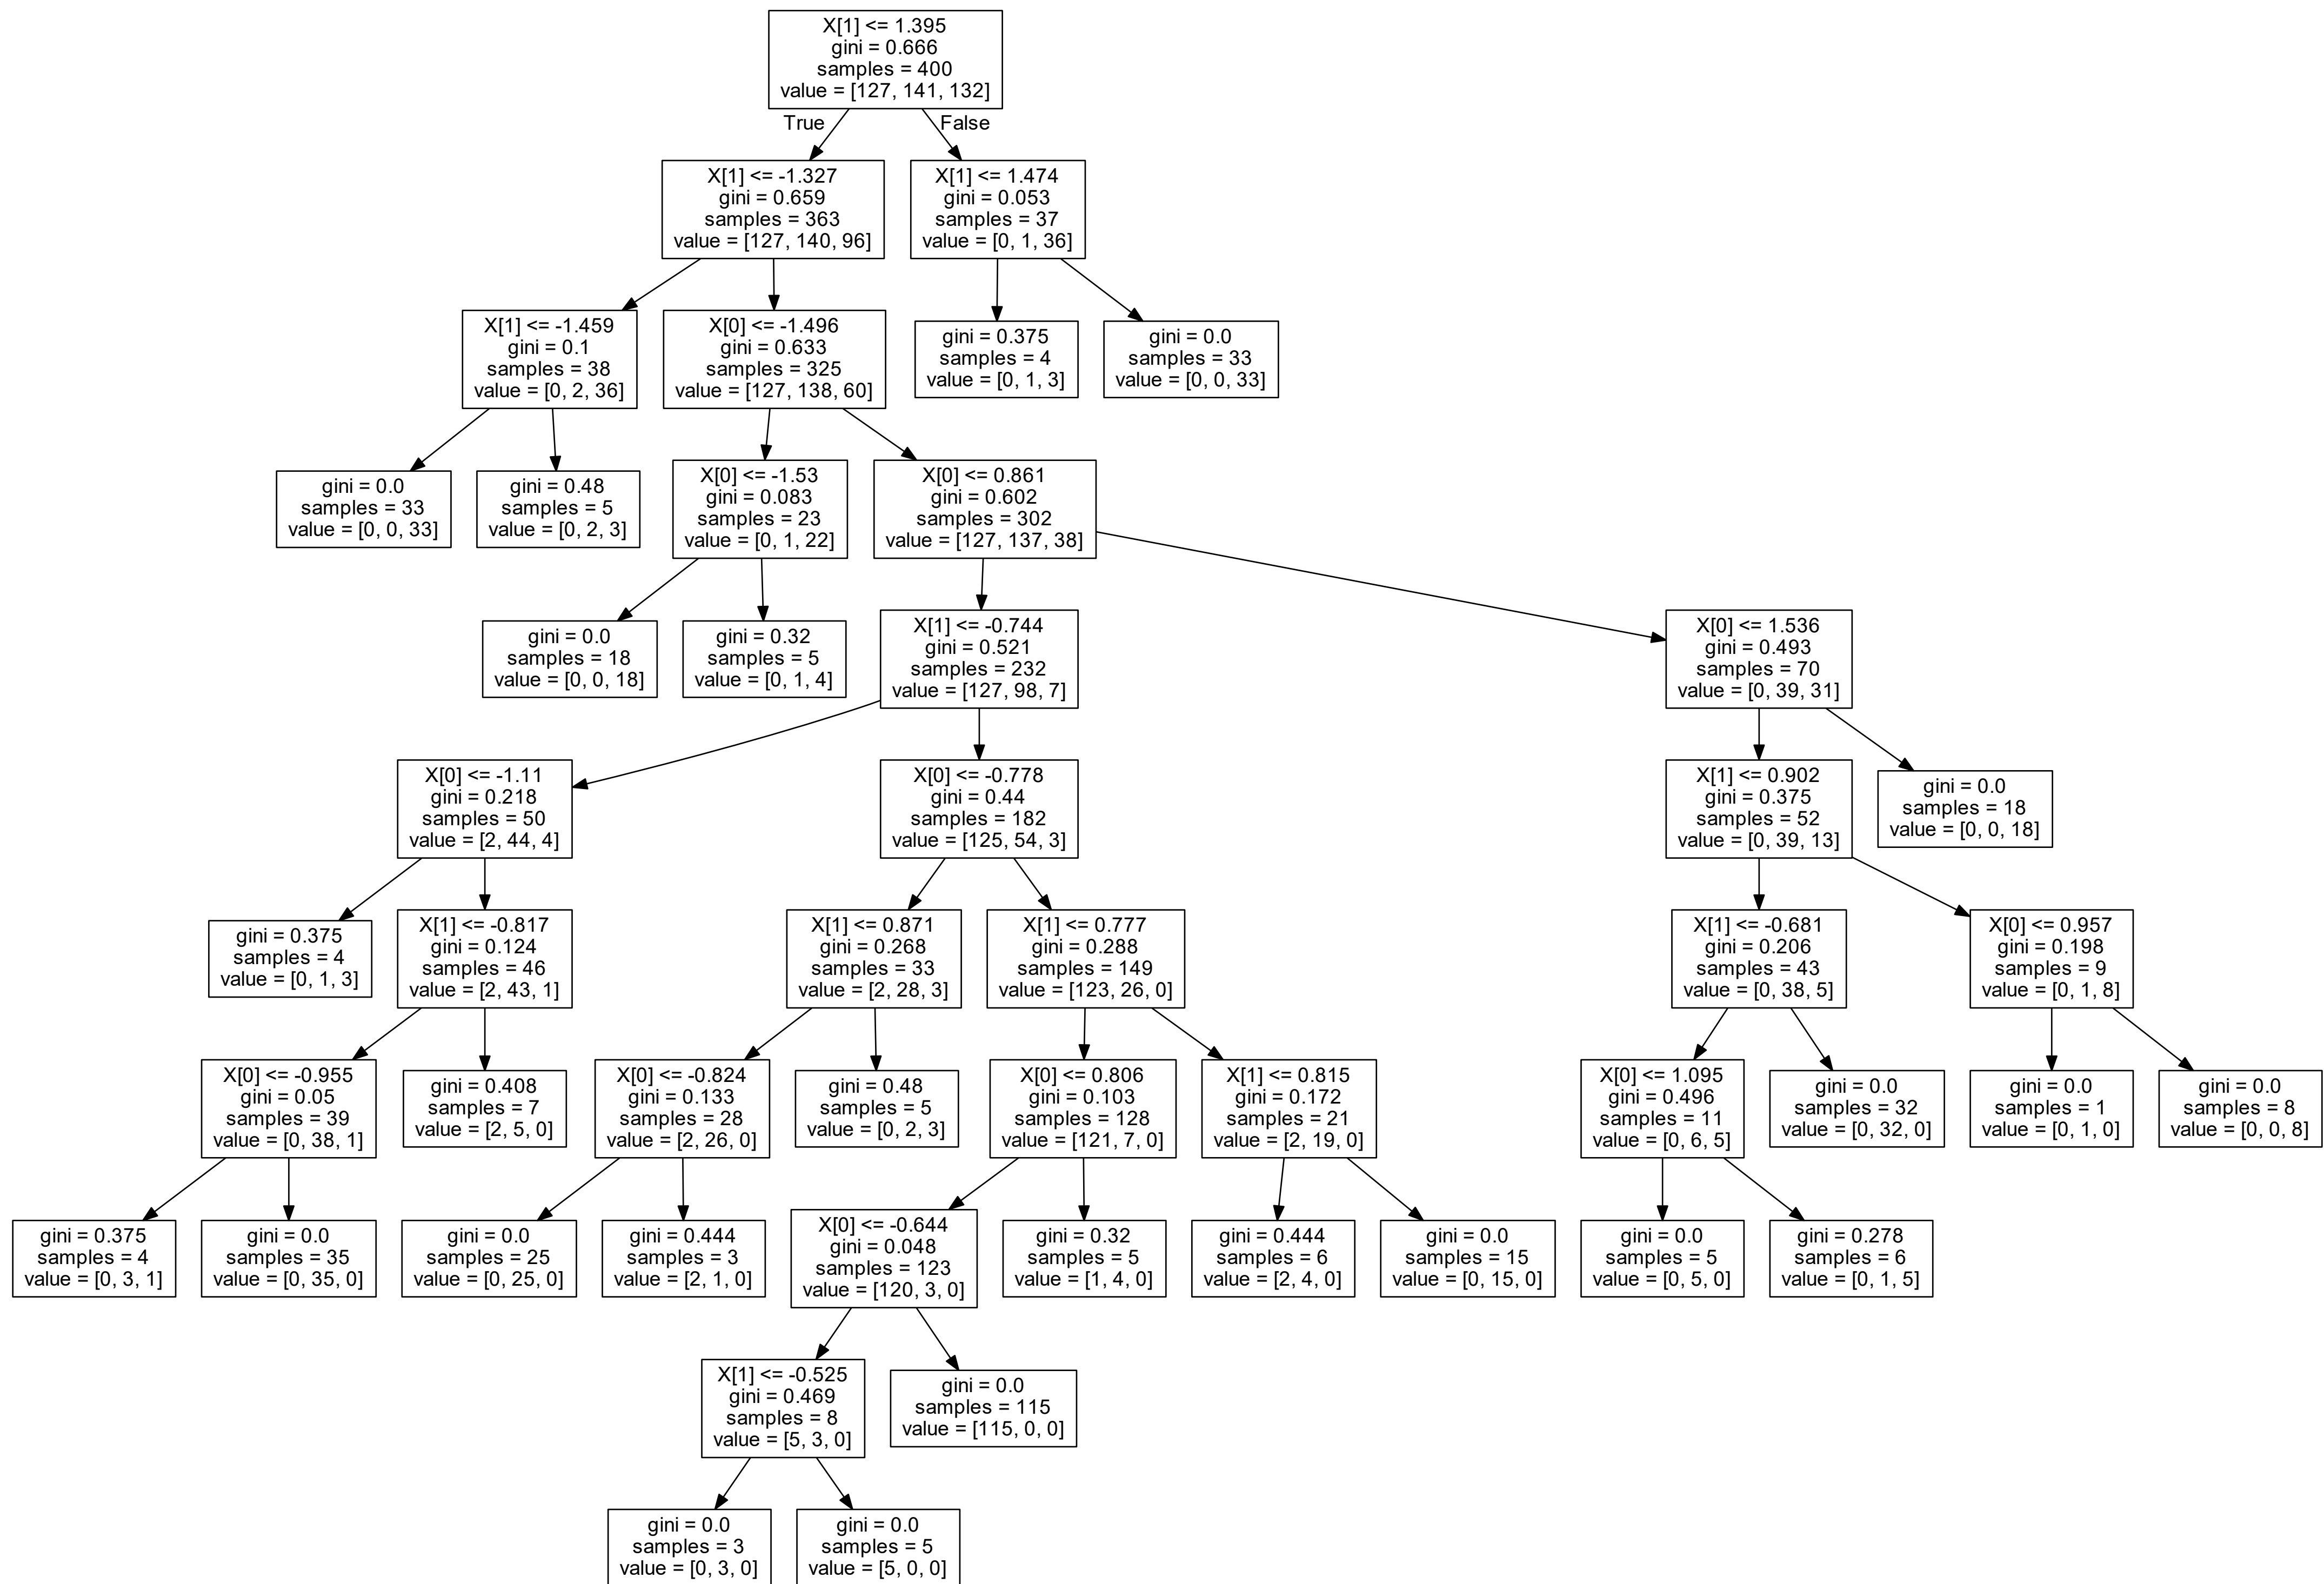 X[1] <= 1.395
gini = 0.666
samples = 400
value = [127, 141, 132]
True
False
X[1] <= -1.327
gini = 0.659
samples = 363
value = [127, 140, 96]
X[1] <= 1.474
gini = 0.053
samples = 37
value = [0, 1, 36]
X[1] <= -1.459
gini = 0.1
samples = 38
value = [0, 2, 36]
X[0] <= -1.496
gini = 0.633
samples = 325
value = [127, 138, 60]
gini = 0.375
samples = 4
value = [0, 1, 3]
gini = 0.0
samples = 33
value = [0, 0, 33]
gini = 0.0
samples = 33
value = [0, 0, 33]
gini = 0.48
samples = 5
value = [0, 2, 3]
X[0] <= -1.53
gini = 0.083
samples = 23
value = [0, 1, 22]
X[0] <= 0.861
gini = 0.602
samples = 302
value = [127, 137, 38]
gini = 0.0
samples = 18
value = [0, 0, 18]
gini = 0.32
samples = 5
value = [0, 1, 4]
X[1] <= -0.744
gini = 0.521
samples = 232
value = [127, 98, 7]
X[0] <= 1.536
gini = 0.493
samples = 70
value = [0, 39, 31]
X[0] <= -1.11
gini = 0.218
samples = 50
value = [2, 44, 4]
X[0] <= -0.778
gini = 0.44
samples = 182
value = [125, 54, 3]
X[1] <= 0.902
gini = 0.375
samples = 52
value = [0, 39, 13]
gini = 0.0
samples = 18
value = [0, 0, 18]
gini = 0.375
samples = 4
value = [0, 1, 3]
X[1] <= -0.817
gini = 0.124
samples = 46
value = [2, 43, 1]
X[1] <= 0.871
gini = 0.268
samples = 33
value = [2, 28, 3]
X[1] <= 0.777
gini = 0.288
samples = 149
value = [123, 26, 0]
X[1] <= -0.681
gini = 0.206
samples = 43
value = [0, 38, 5]
X[0] <= 0.957
gini = 0.198
samples = 9
value = [0, 1, 8]
X[0] <= -0.955
gini = 0.05
samples = 39
value = [0, 38, 1]
gini = 0.408
samples = 7
value = [2, 5, 0]
X[0] <= -0.824
gini = 0.133
samples = 28
value = [2, 26, 0]
gini = 0.48
samples = 5
value = [0, 2, 3]
X[0] <= 0.806
gini = 0.103
samples = 128
value = [121, 7, 0]
X[1] <= 0.815
gini = 0.172
samples = 21
value = [2, 19, 0]
X[0] <= 1.095
gini = 0.496
samples = 11
value = [0, 6, 5]
gini = 0.0
samples = 32
value = [0, 32, 0]
gini = 0.0
samples = 1
value = [0, 1, 0]
gini = 0.0
samples = 8
value = [0, 0, 8]
gini = 0.375
samples = 4
value = [0, 3, 1]
gini = 0.0
samples = 35
value = [0, 35, 0]
gini = 0.0
samples = 25
value = [0, 25, 0]
gini = 0.444
samples = 3
value = [2, 1, 0]
X[0] <= -0.644
gini = 0.048
samples = 123
value = [120, 3, 0]
gini = 0.32
samples = 5
value = [1, 4, 0]
gini = 0.444
samples = 6
value = [2, 4, 0]
gini = 0.0
samples = 15
value = [0, 15, 0]
gini = 0.0
samples = 5
value = [0, 5, 0]
gini = 0.278
samples = 6
value = [0, 1, 5]
X[1] <= -0.525
gini = 0.469
samples = 8
value = [5, 3, 0]
gini = 0.0
samples = 115
value = [115, 0, 0]
gini = 0.0
samples = 3
value = [0, 3, 0]
gini = 0.0
samples = 5
value = [5, 0, 0]